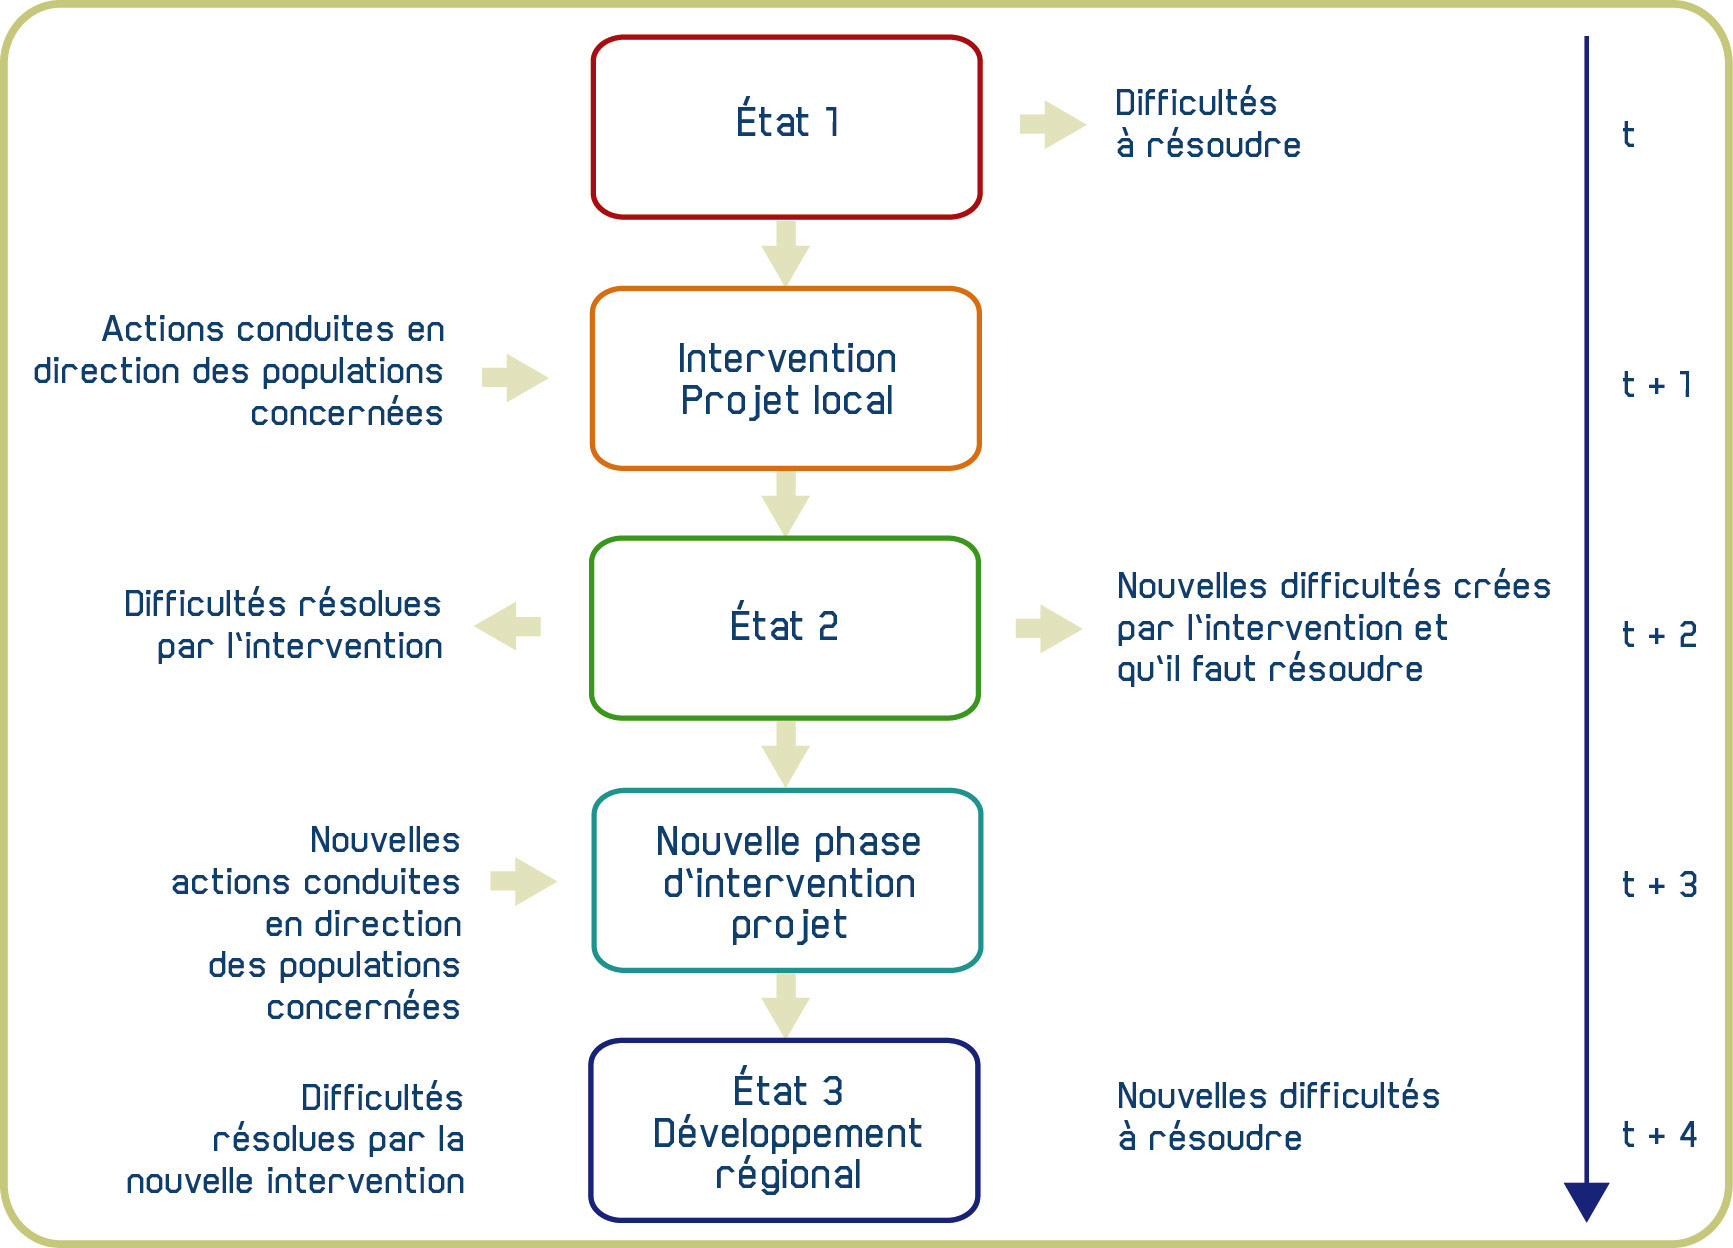 État 1
Difficultés
à résoudre
t
Actions conduites en
direction des populations
concernées
Intervention
Projet local
t + 1
Difficultés résolues
par l‘intervention
État 2
Nouvelles difficultés crées
par l‘intervention et
qu‘il faut résoudre
t + 2
Nouvelles
actions conduites
en direction
des populations
concernées
Nouvelle phase
d‘intervention
projet
t + 3
Difficultés
résolues par la
nouvelle intervention
État 3
Développement
régional
Nouvelles difficultés
à résoudre
t + 4